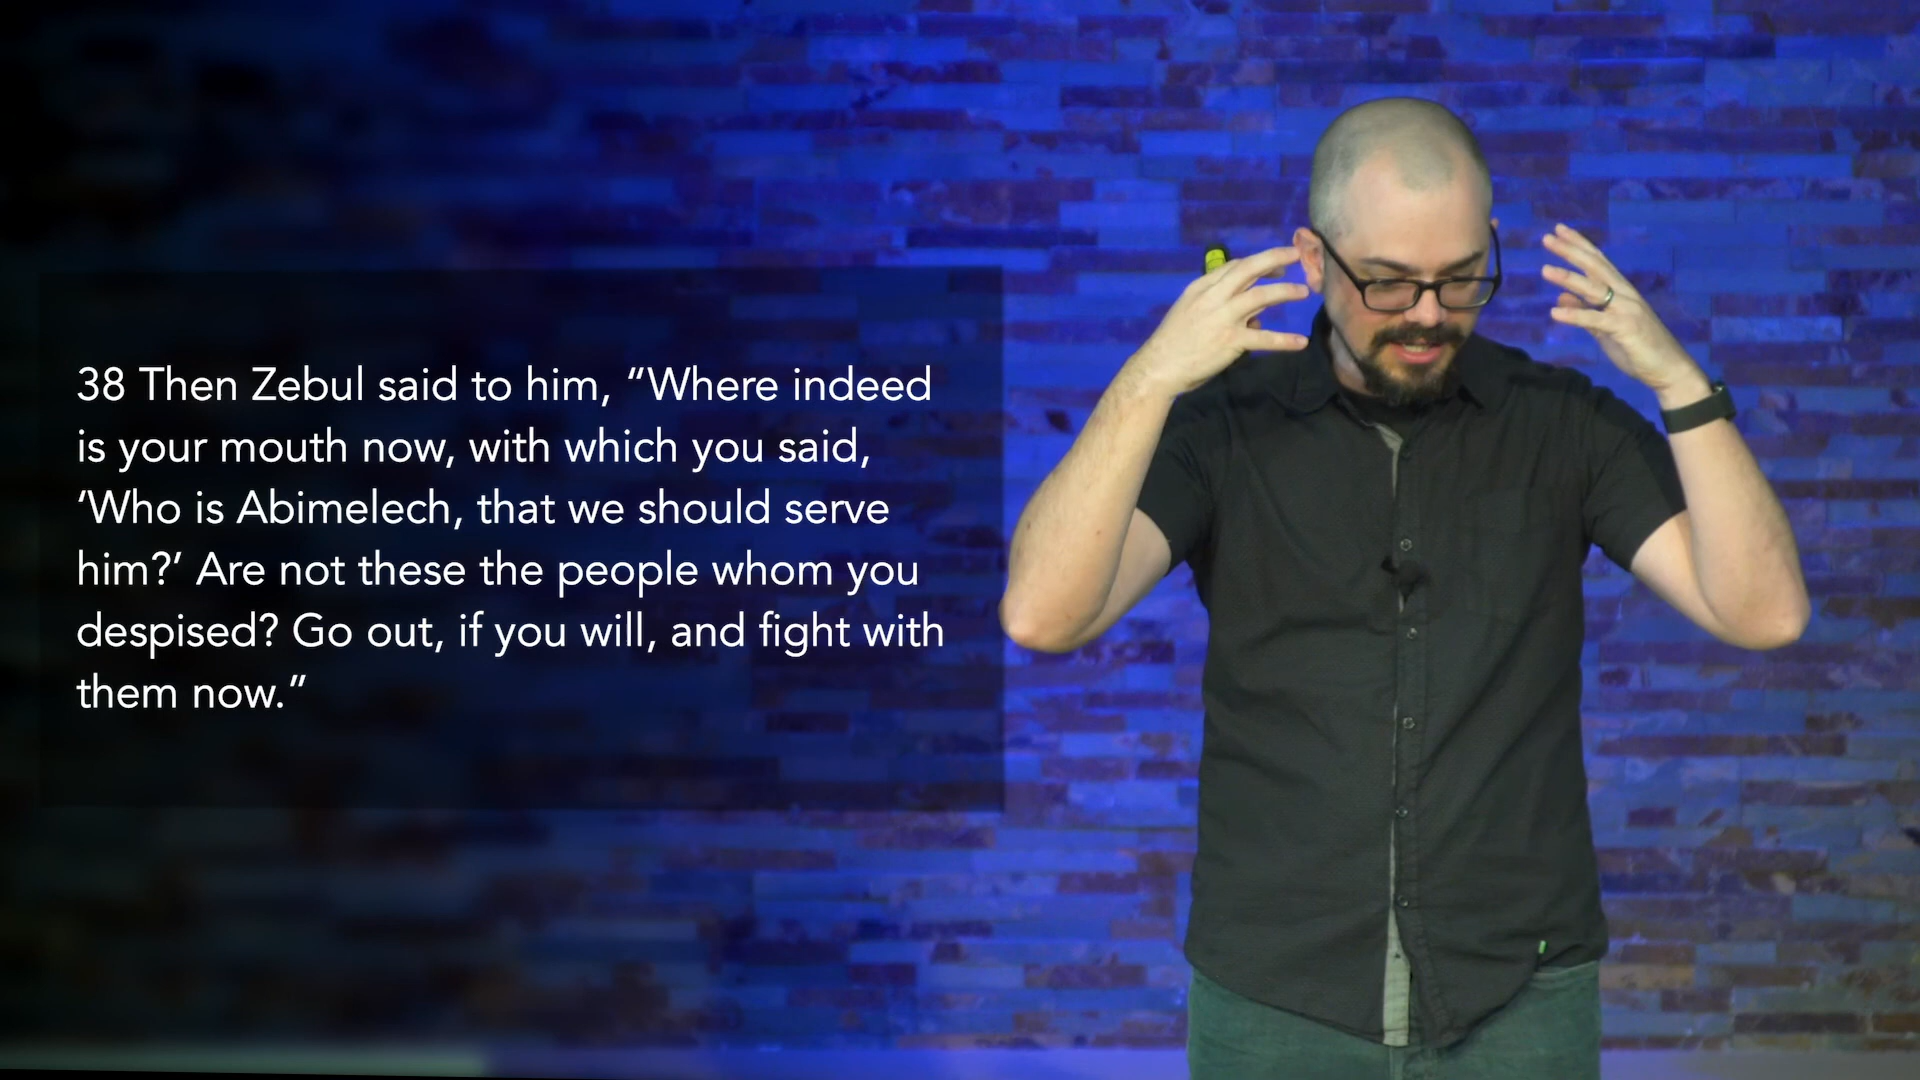 38 Then Zebul said to him, “Where indeed
is your mouth now, with which you said,
‘Who is Abimelech, that we should serve
him?’ Are not these the people whom you
despised? Go out, if you will, and fight with
them now.”